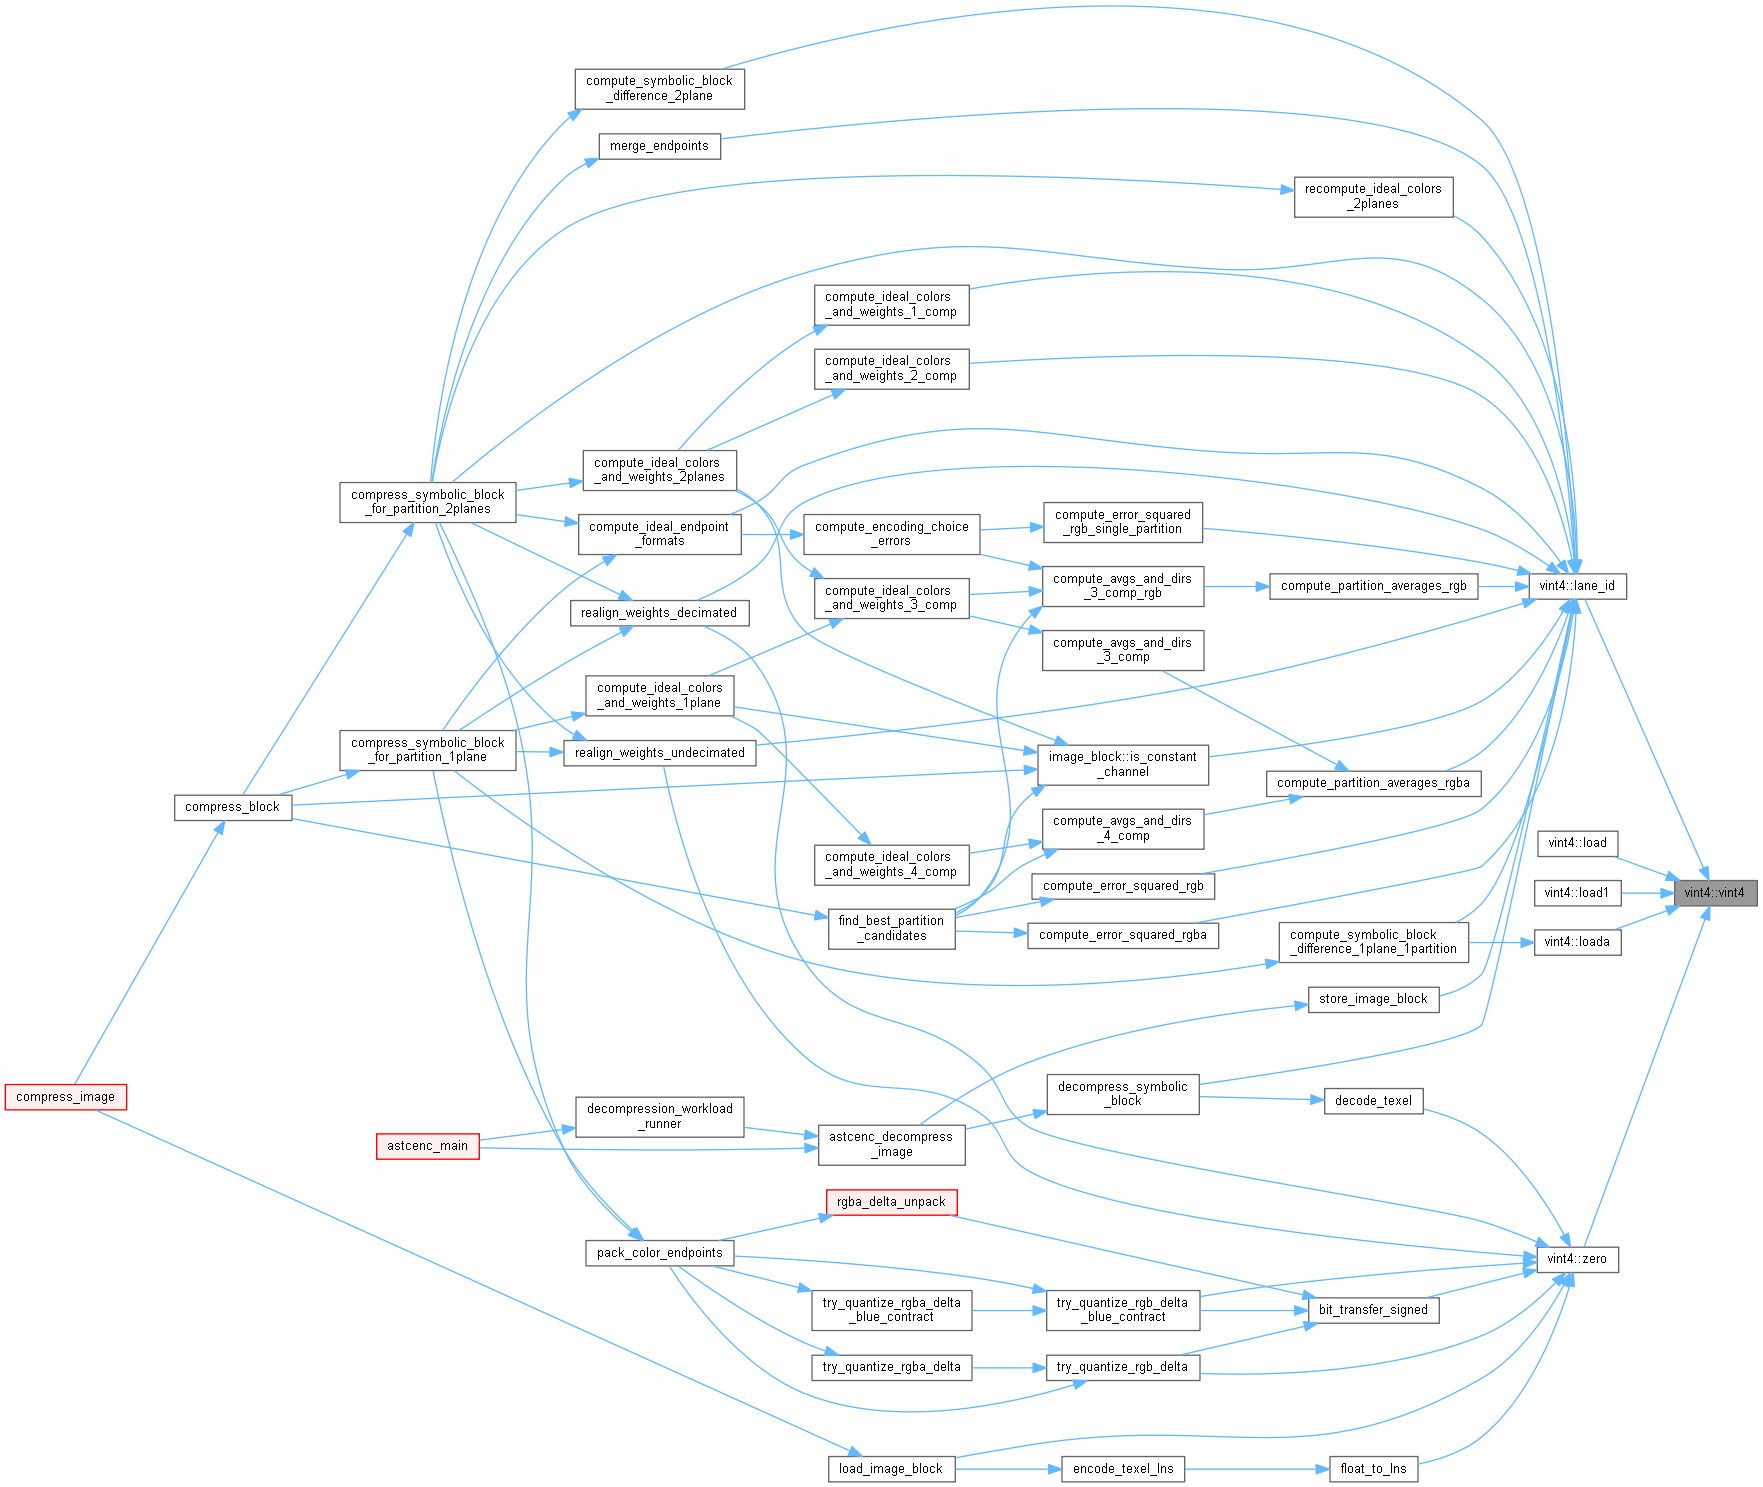 compute_symbolic_block
_difference_2plane
merge_endpoints
recompute_ideal_colors
_2planes
compute_ideal_colors
_and_weights_1_comp
compute_ideal_colors
_and_weights_2_comp
compute_ideal_colors
_and_weights_2planes
compress_symbolic_block
_for_partition_2planes
compute_ideal_endpoint
_formats
compute_encoding_choice
_errors
compute_error_squared
_rgb_single_partition
compute_avgs_and_dirs
_3_comp_rgb
compute_partition_averages_rgb
vint4::lane_id
compute_ideal_colors
_and_weights_3_comp
realign_weights_decimated
compute_avgs_and_dirs
_3_comp
compute_ideal_colors
_and_weights_1plane
compress_symbolic_block
_for_partition_1plane
realign_weights_undecimated
image_block::is_constant
_channel
compute_partition_averages_rgba
compress_block
compute_avgs_and_dirs
_4_comp
vint4::load
compute_ideal_colors
_and_weights_4_comp
compute_error_squared_rgb
vint4::load1
vint4::vint4
find_best_partition
_candidates
compute_error_squared_rgba
compute_symbolic_block
_difference_1plane_1partition
vint4::loada
store_image_block
compress_image
decompress_symbolic
_block
decode_texel
decompression_workload
_runner
astcenc_main
astcenc_decompress
_image
rgba_delta_unpack
pack_color_endpoints
vint4::zero
try_quantize_rgba_delta
_blue_contract
try_quantize_rgb_delta
_blue_contract
bit_transfer_signed
try_quantize_rgba_delta
try_quantize_rgb_delta
load_image_block
encode_texel_lns
float_to_lns